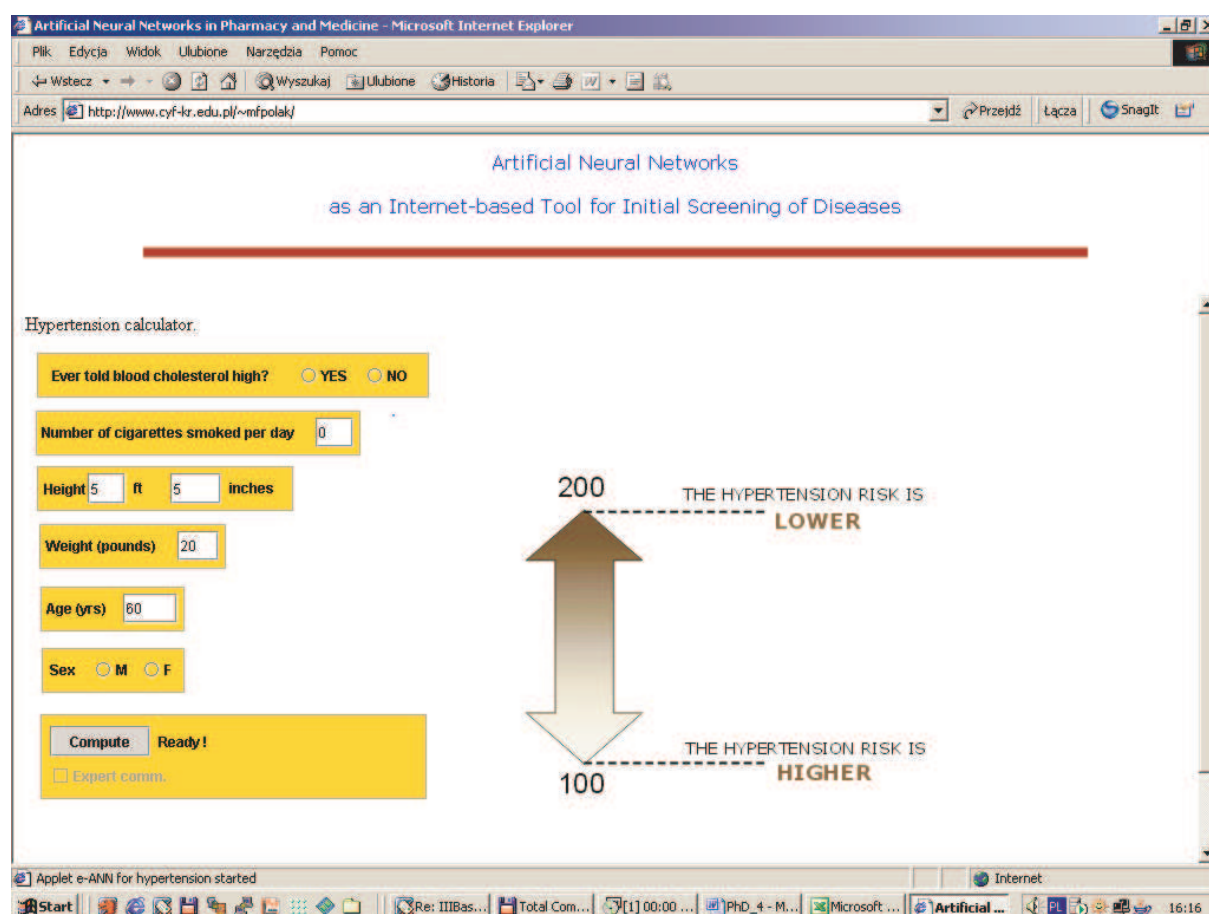 Artificial Neural Networks in Pharmacy and Medicine - Microsoft Internet Explorer
Plik Edycja Widok Ulubione Narzędzia Pomoc
Wstecz Wyszukaj Ulubione Historia
Adres http://www.cyf-kr.edu.pl/~mfpolak/ Przejdź Łącza SnagIt
Artificial Neural Networks
as an Internet-based Tool for Initial Screening of Diseases
Hypertension calculator.
Ever told blood cholesterol high? YES NO
Number of cigarettes smoked per day 0
Height 5 ft 5 inches
Weight (pounds) 20
Age (yrs) 60
Sex M F
Compute Ready!
Expert comm.
200
THE HYPERTENSION RISK IS
LOWER
THE HYPERTENSION RISK IS
HIGHER
100
Applet e-ANN for hypertension started Internet
Start Re: IIIBas... Total Com... [1] 00:00 ... PhD_4 - M... Microsoft ... Artificial ... PL 16:16